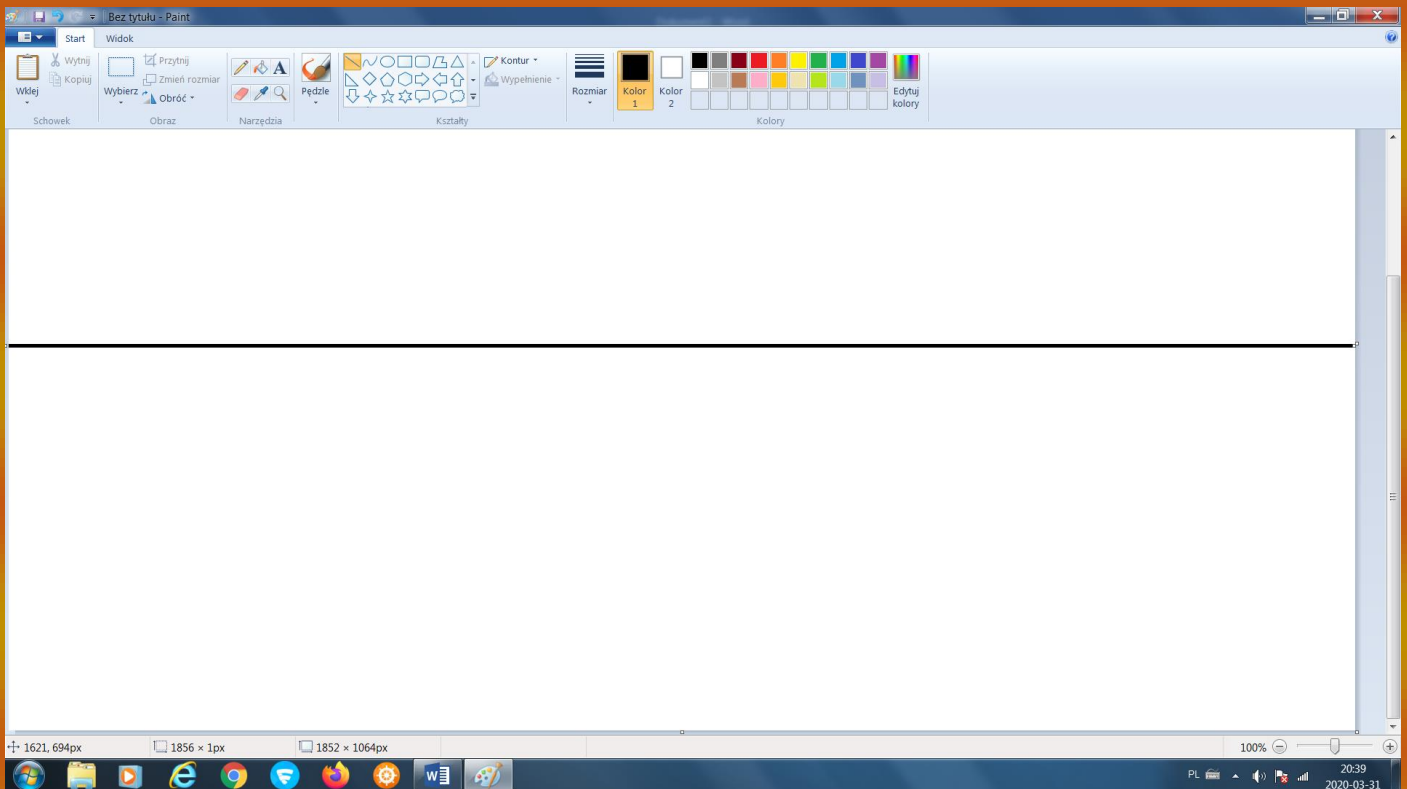 Bez tytułu - Paint
Start Widok
Wklej
Wytnij
Kopiuj
Schowek
Wybierz
Przytnij
Zmień rozmiar
Obróć
Obraz
A
Narzędzia
Pędzle
Kształty
Kontur
Wypełnienie
Rozmiar
Kolor
1
Kolor
2
Edytuj
kolory
Kolory
1621, 694px 1856 × 1px 1852 × 1064px 100%
PL 20:39
2020-03-31